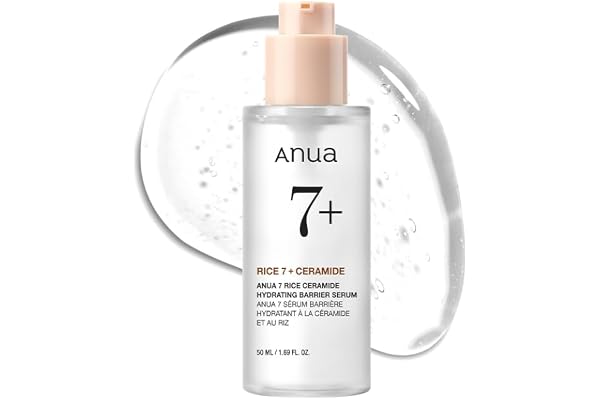 Anua
7+
RICE 7 + CERAMIDE
ANUA 7 RICE CERAMIDE
HYDRATING BARRIER SERUM
ANUA 7 SÉRUM BARRIÈRE
HYDRATANT À LA CÉRAMIDE
ET AU RIZ
50 ML / 1.69 FL. OZ.